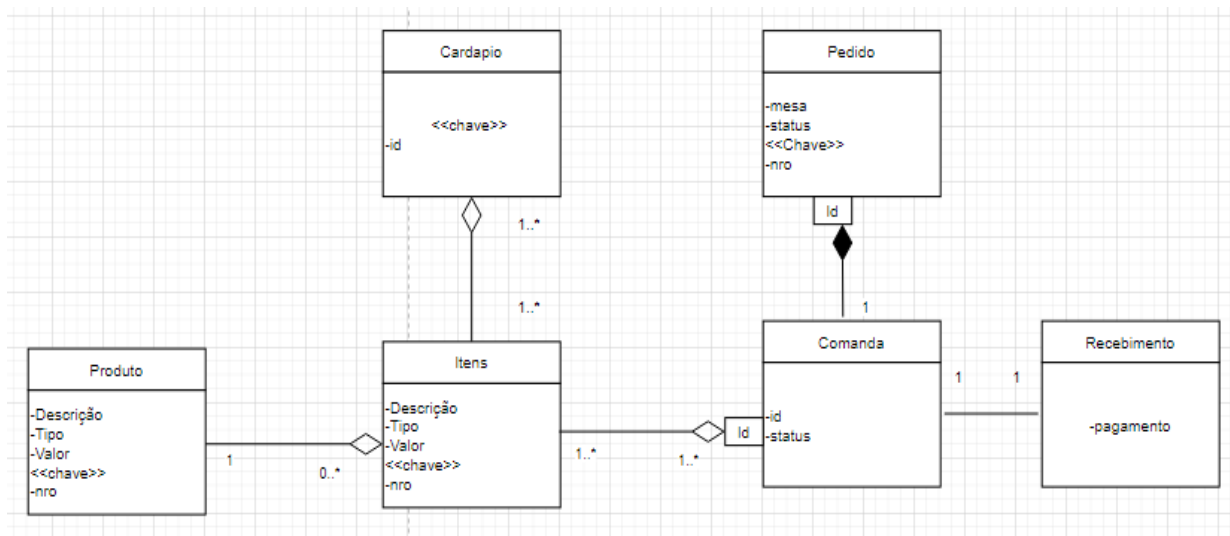 Cardapio
<<chave>>
-id
Pedido
-mesa
-status
<<Chave>>
-nro
Id
1..*
1..*
1
Produto
-Descrição
-Tipo
-Valor
<<chave>>
-nro
1
0..*
Itens
-Descrição
-Tipo
-Valor
<<chave>>
-nro
1..*
1..*
Id
Comanda
-id
-status
1
1
Recebimento
-pagamento